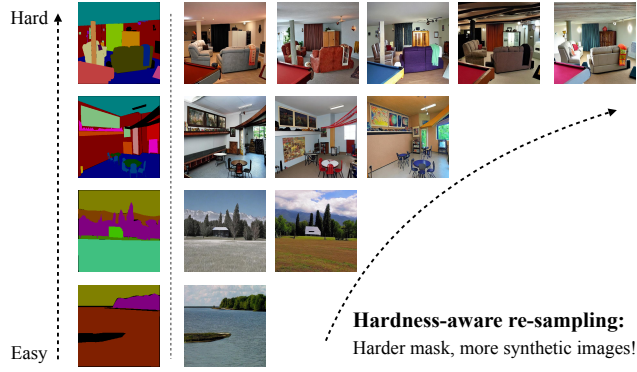 Hard
Easy
Hardness-aware re-sampling:
Harder mask, more synthetic images!